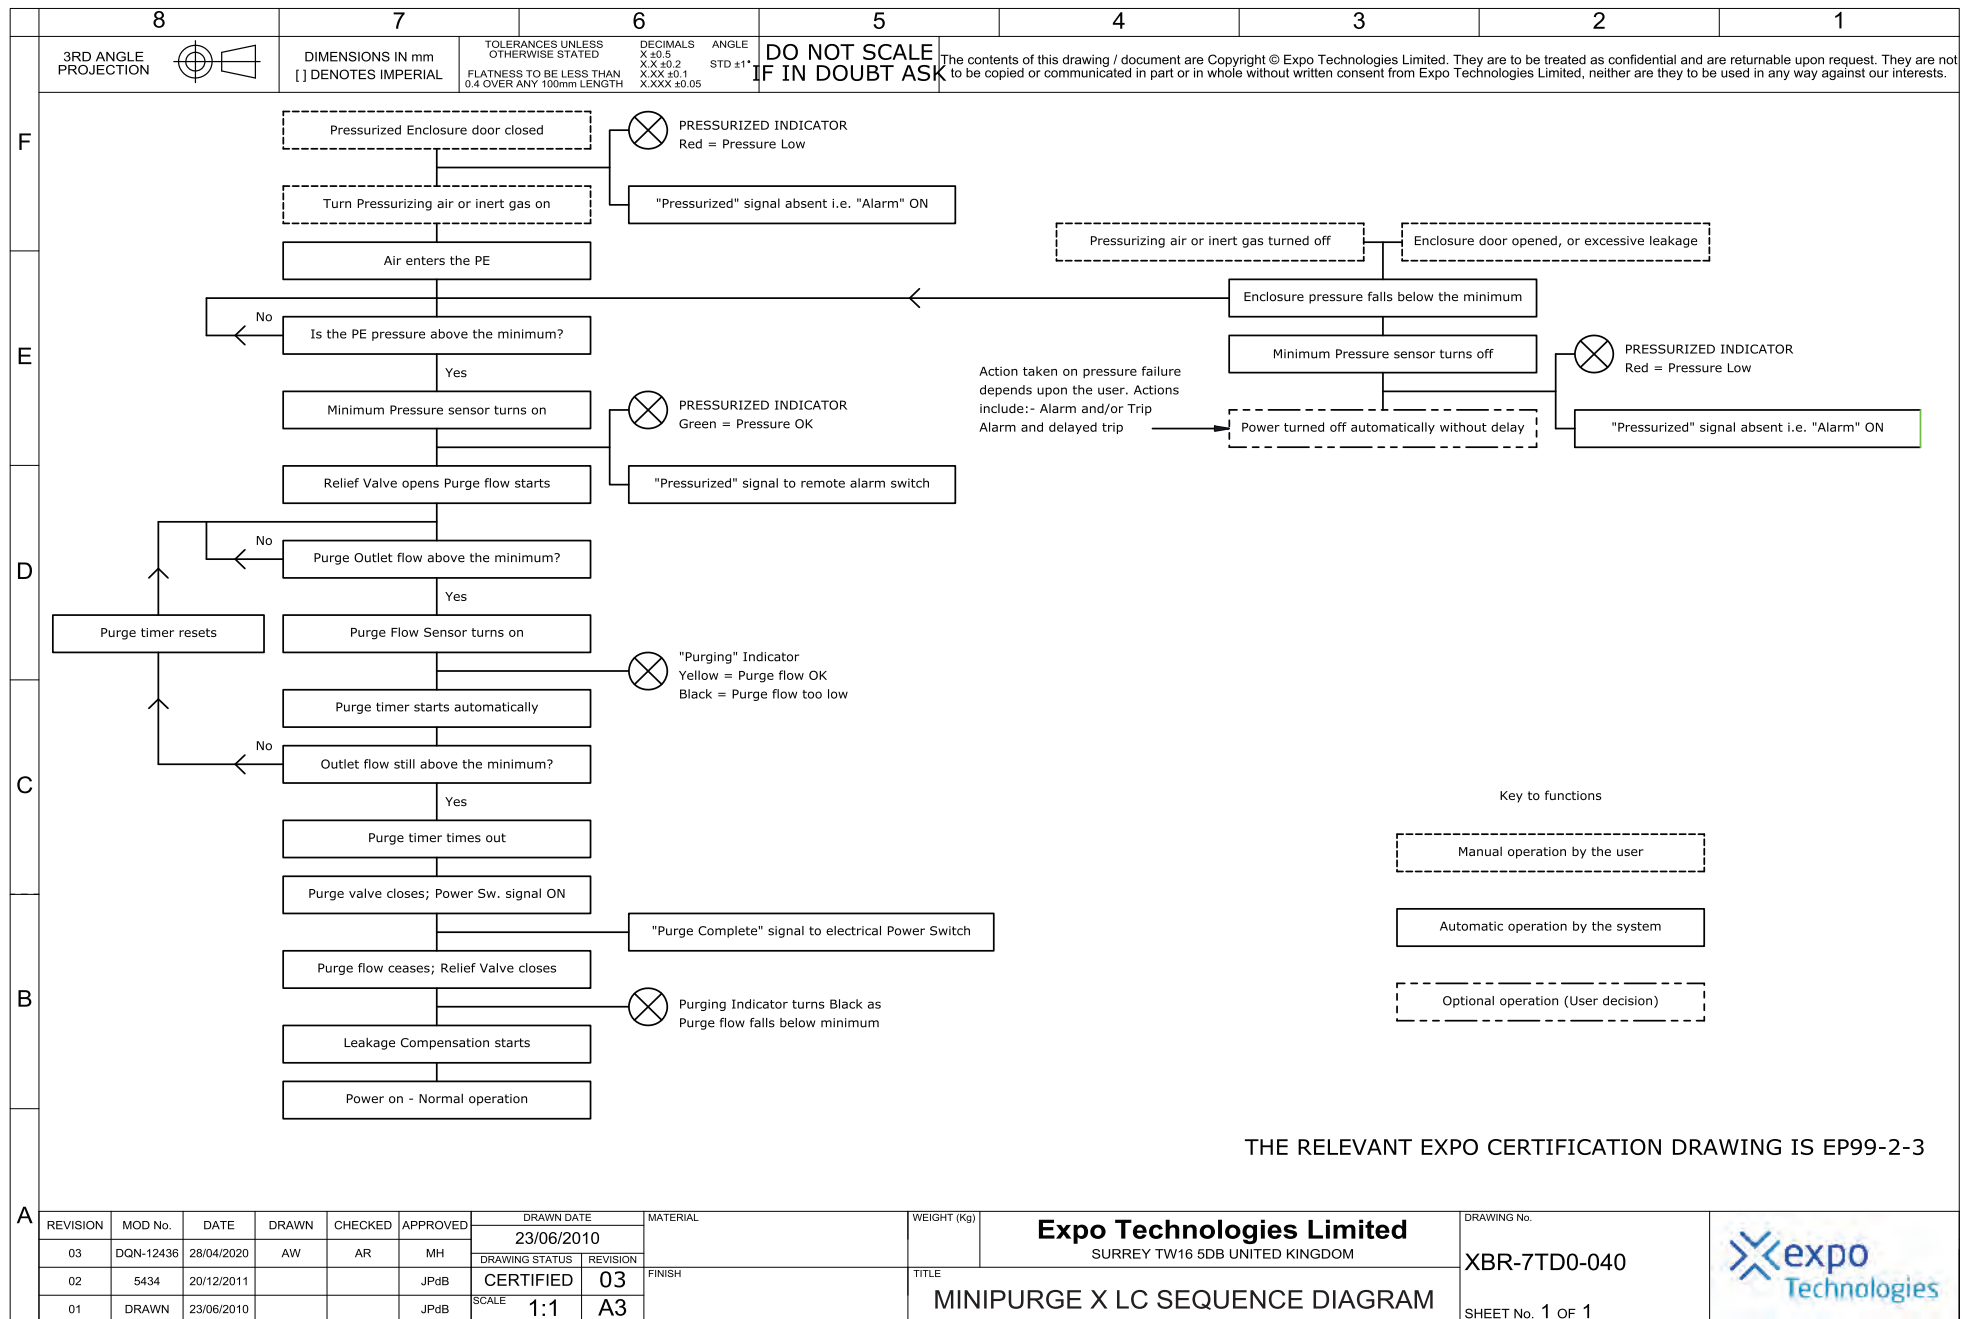 8 7 6 5 4 3 2 1
3RD ANGLE
PROJECTION
DIMENSIONS IN mm
[ ] DENOTES IMPERIAL
TOLERANCES UNLESS
OTHERWISE STATED
FLATNESS TO BE LESS THAN
0.4 OVER ANY 100mm LENGTH
DECIMALS
X ±0.5
X.X ±0.2
X.XX ±0.1
X.XXX ±0.05
ANGLE
STD ±1°
DO NOT SCALE
IF IN DOUBT ASK
The contents of this drawing / document are Copyright © Expo Technologies Limited. They are to be treated as confidential and are returnable upon request. They are not
to be copied or communicated in part or in whole without written consent from Expo Technologies Limited, neither are they to be used in any way against our interests.
F
E
D
C
B
A
Pressurized Enclosure door closed
PRESSURIZED INDICATOR
Red = Pressure Low
Turn Pressurizing air or inert gas on
"Pressurized" signal absent i.e. "Alarm" ON
Air enters the PE
No
Is the PE pressure above the minimum?
Yes
Minimum Pressure sensor turns on
PRESSURIZED INDICATOR
Green = Pressure OK
Relief Valve opens Purge flow starts
"Pressurized" signal to remote alarm switch
No
Purge Outlet flow above the minimum?
Yes
Purge timer resets
Purge Flow Sensor turns on
"Purging" Indicator
Yellow = Purge flow OK
Black = Purge flow too low
Purge timer starts automatically
No
Outlet flow still above the minimum?
Yes
Purge timer times out
Purge valve closes; Power Sw. signal ON
"Purge Complete" signal to electrical Power Switch
Purge flow ceases; Relief Valve closes
Purging Indicator turns Black as
Purge flow falls below minimum
Leakage Compensation starts
Power on - Normal operation
Pressurizing air or inert gas turned off
Enclosure door opened, or excessive leakage
Enclosure pressure falls below the minimum
Minimum Pressure sensor turns off
PRESSURIZED INDICATOR
Red = Pressure Low
Action taken on pressure failure
depends upon the user. Actions
include:- Alarm and/or Trip
Alarm and delayed trip
Power turned off automatically without delay
"Pressurized" signal absent i.e. "Alarm" ON
Key to functions
Manual operation by the user
Automatic operation by the system
Optional operation (User decision)
THE RELEVANT EXPO CERTIFICATION DRAWING IS EP99-2-3
REVISION MOD No. DATE DRAWN CHECKED APPROVED
03 DQN-12436 28/04/2020 AW AR MH
02 5434 20/12/2011 JPdB
01 DRAWN 23/06/2010 JPdB
DRAWN DATE
23/06/2010
DRAWING STATUS REVISION
CERTIFIED 03
SCALE 1:1 A3
MATERIAL
FINISH
WEIGHT (Kg)
Expo Technologies Limited
SURREY TW16 5DB UNITED KINGDOM
TITLE
MINIPURGE X LC SEQUENCE DIAGRAM
DRAWING No.
XBR-7TD0-040
SHEET No. 1 OF 1
expo
Technologies